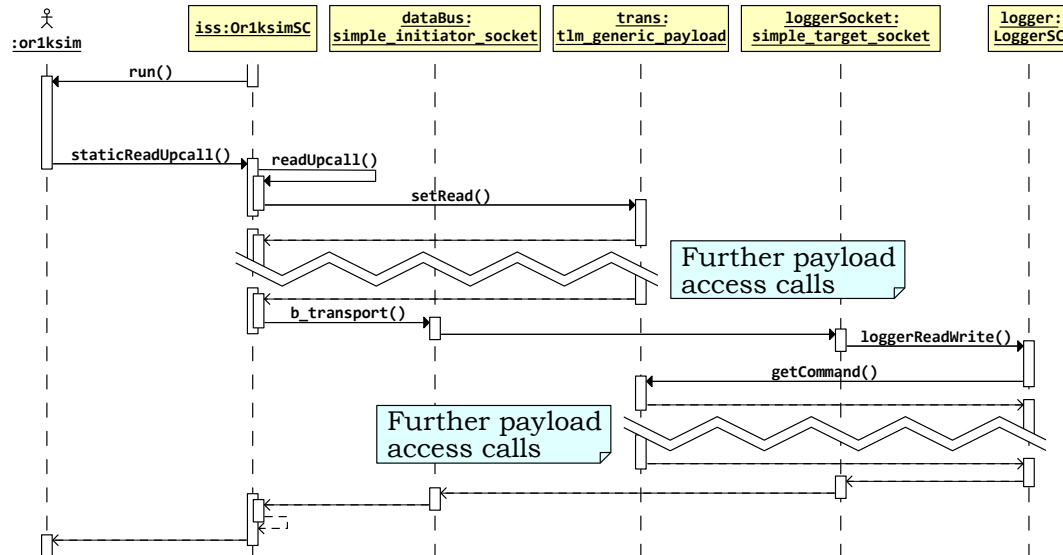 :or1ksim
iss:Or1ksimSC
dataBus:
simple_initiator_socket
trans:
tlm_generic_payload
loggerSocket:
simple_target_socket
logger:
LoggerSC
run()
staticReadUpcall()
readUpcall()
setRead()
Further payload
access calls
b_transport()
loggerReadWrite()
getCommand()
Further payload
access calls